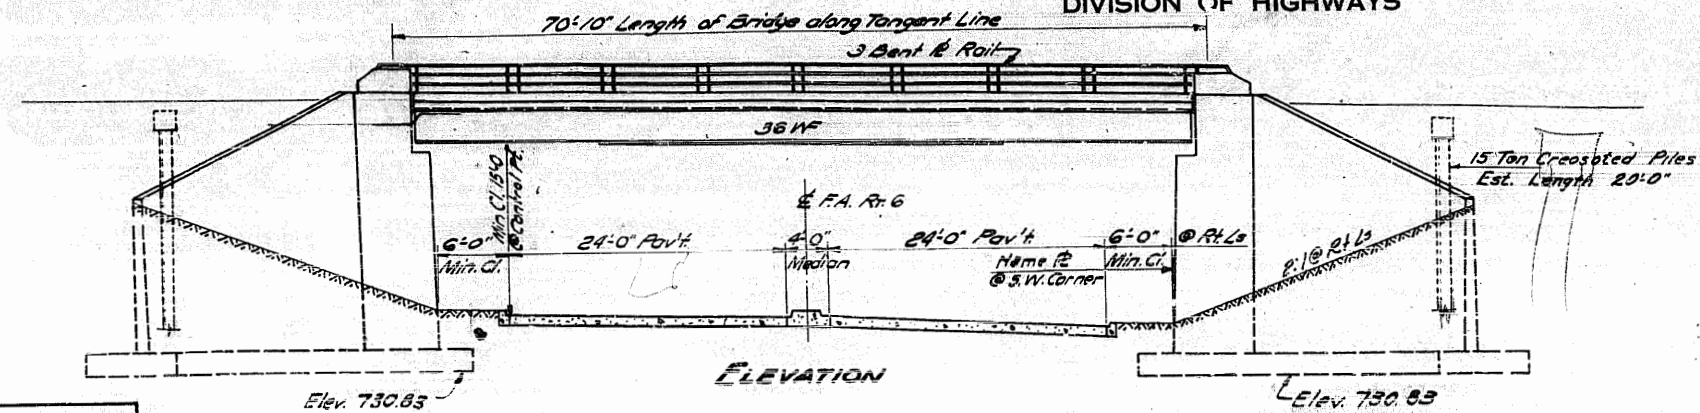 DIVISION OF HIGHWAYS
70'-10" Length of Bridge along Tangent Line
3 Bent ℞ Rail
36 WF
15 Ton Creosoted Piles
Est. Length 20'-0"
Min Cl. 15'-0
@ Control Pt.
℄ F.A. Rt. 6
6'-0"
Min. Cl.
24'-0" Pav't.
4'-0"
Median
24'-0" Pav't.
6'-0"
Min. Cl.
@ Rt. Ls
Name ℞
@ S.W. Corner
2:1 @ Rt. Ls
ELEVATION
Elev. 730.83
Elev. 730.83